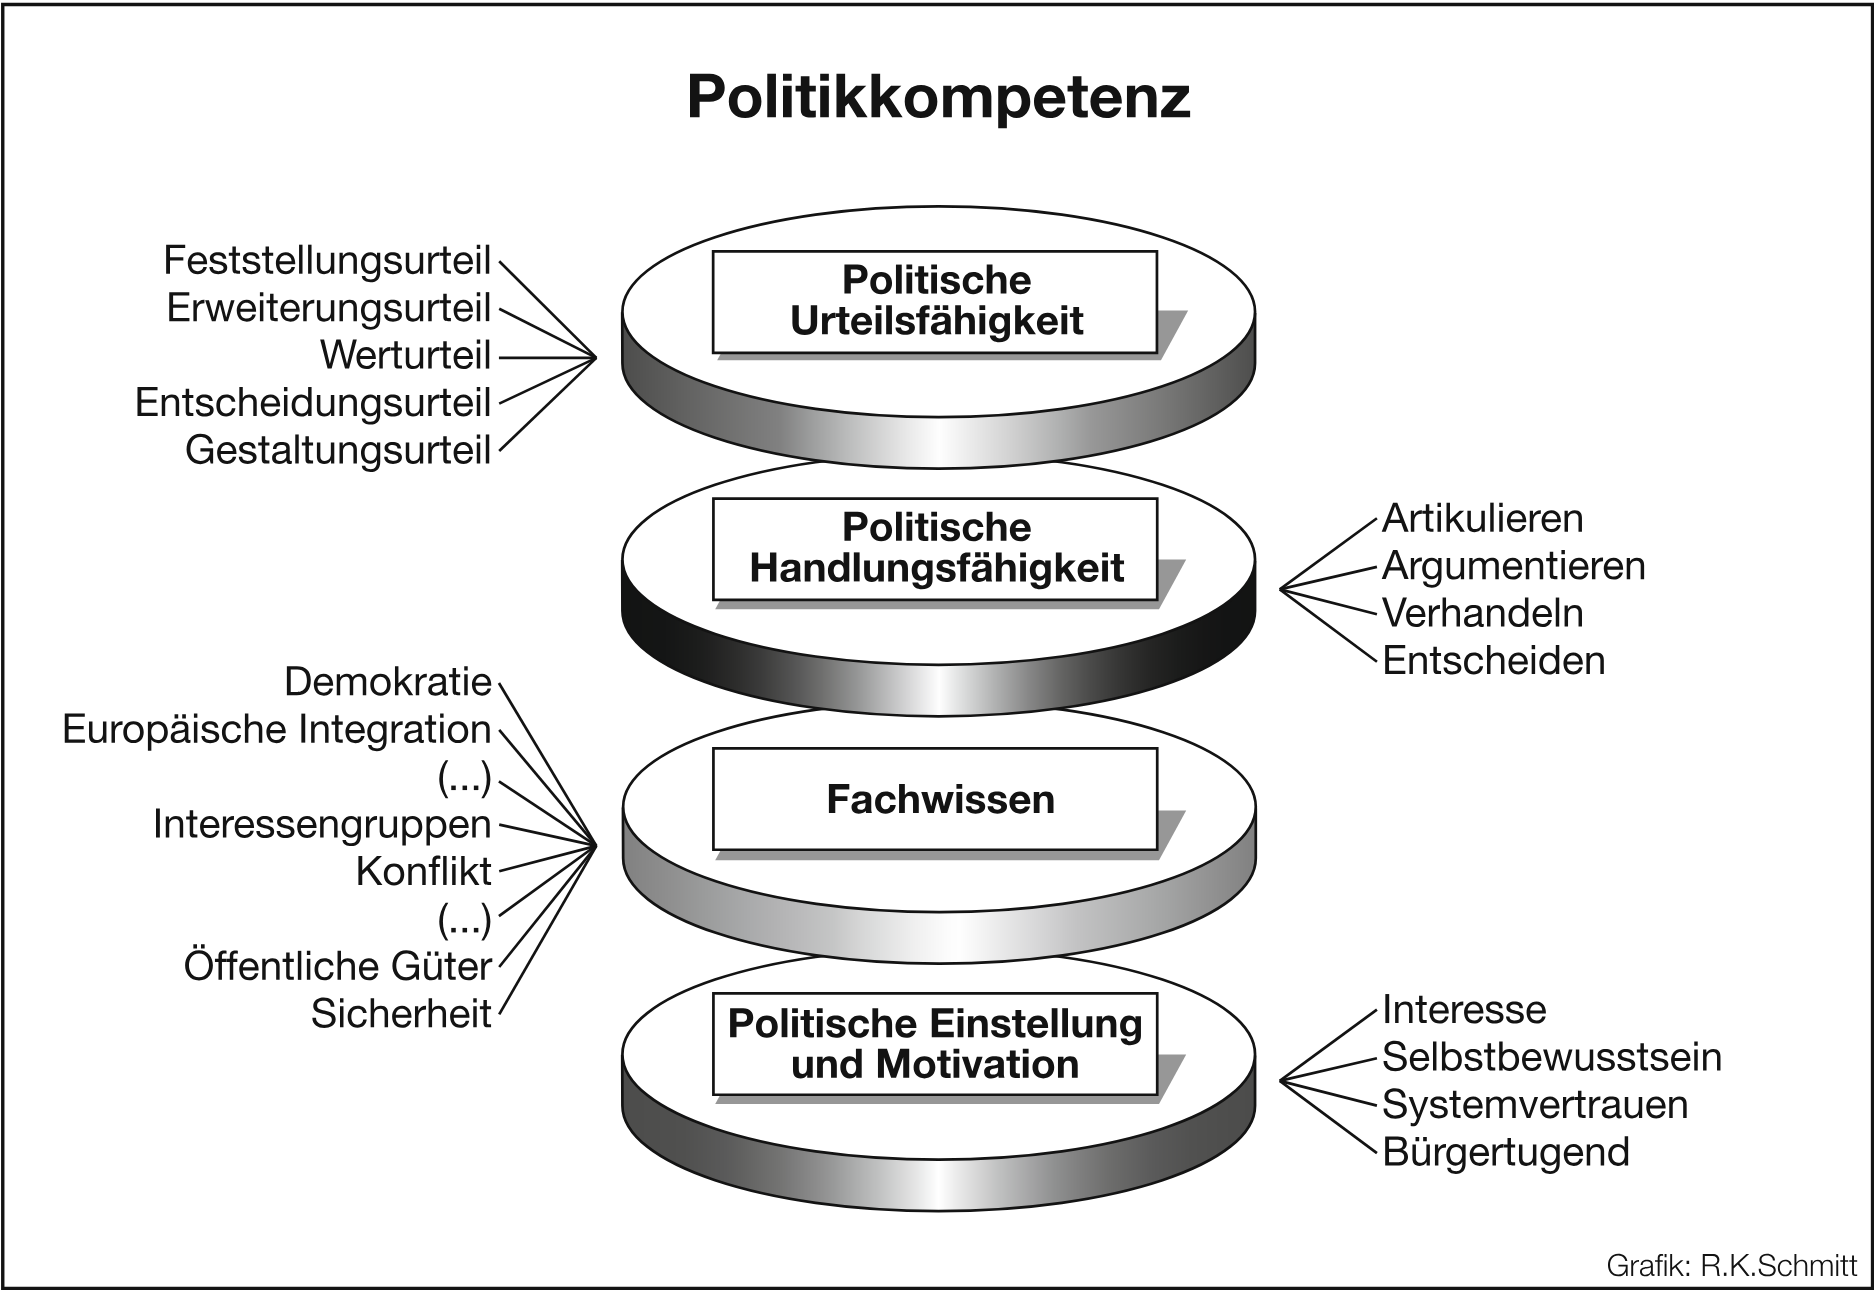 Politikkompetenz
Feststellungsurteil
Erweiterungsurteil
Werturteil
Entscheidungsurteil
Gestaltungsurteil
Politische
Urteilsfähigkeit
Politische
Handlungsfähigkeit
Artikulieren
Argumentieren
Verhandeln
Entscheiden
Demokratie
Europäische Integration
(...)
Interessengruppen
Konflikt
(...)
Öffentliche Güter
Sicherheit
Fachwissen
Politische Einstellung
und Motivation
Interesse
Selbstbewusstsein
Systemvertrauen
Bürgertugend
Grafik: R.K.Schmitt